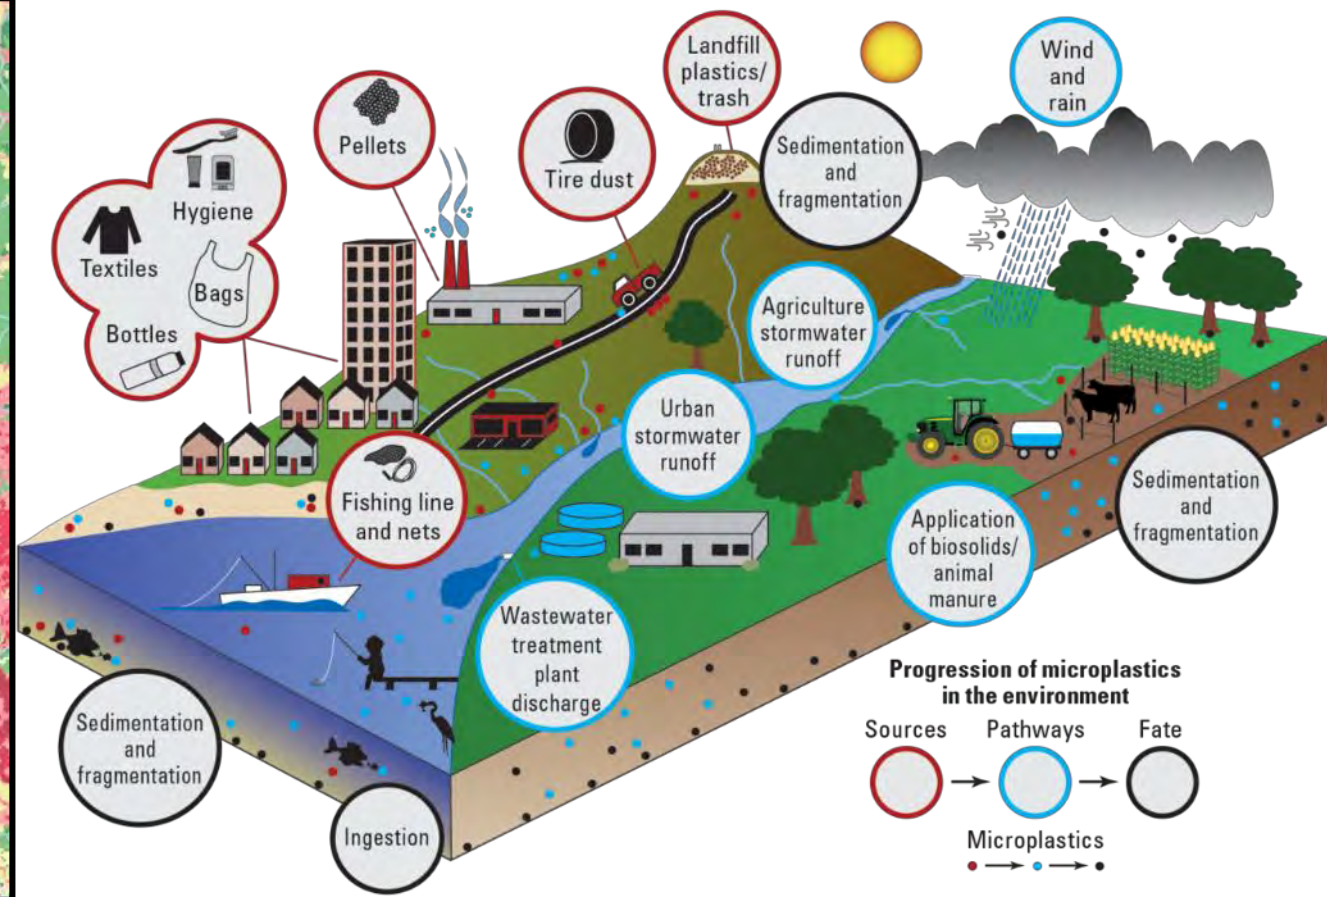 Landfill
plastics/
trash
Wind
and
rain
Pellets
Tire dust
Sedimentation
and
fragmentation
Hygiene
Textiles
Bags
Bottles
Agriculture
stormwater
runoff
Urban
stormwater
runoff
Fishing line
and nets
Sedimentation
and
fragmentation
Application
of biosolids/
animal
manure
Wastewater
treatment
plant
discharge
Sedimentation
and
fragmentation
Ingestion
Progression of microplastics
in the environment
Sources
Pathways
Fate
Microplastics